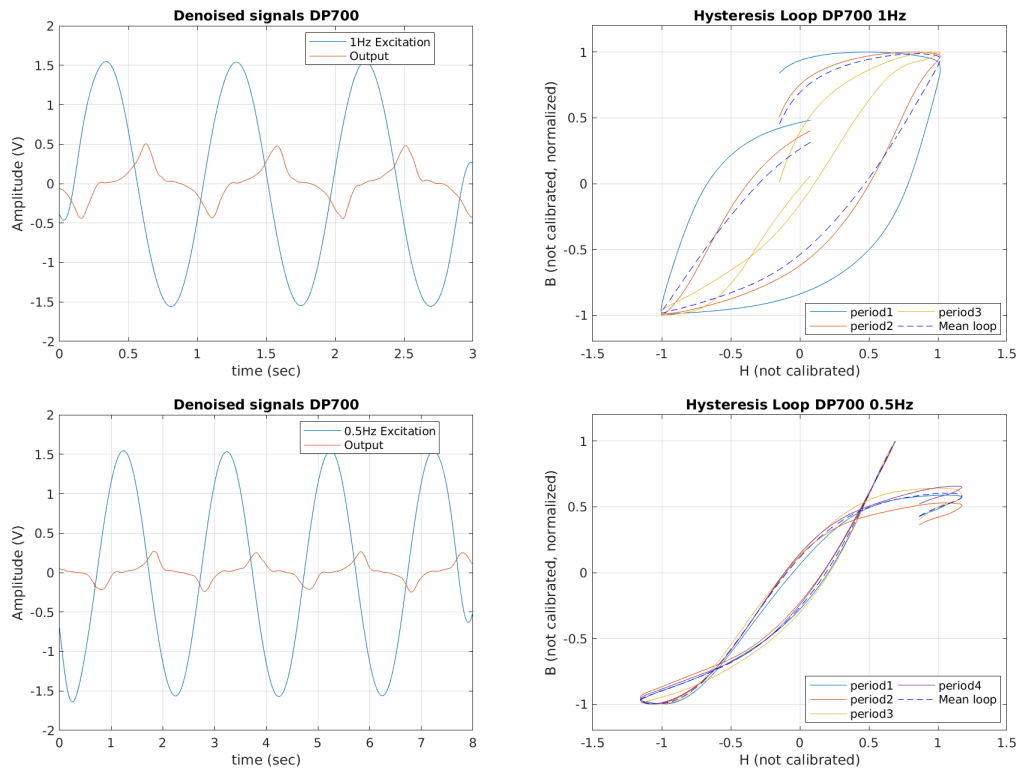 Denoised signals DP700
2
1.5
1
0.5
0
-0.5
-1
-1.5
-2
Amplitude (V)
1Hz Excitation
Output
0 0.5 1 1.5 2 2.5 3
time (sec)
Hysteresis Loop DP700 1Hz
1
0.5
0
-0.5
-1
B (not calibrated, normalized)
period1 period3
period2 Mean loop
-1.5 -1 -0.5 0 0.5 1 1.5
H (not calibrated)
Denoised signals DP700
2
1.5
1
0.5
0
-0.5
-1
-1.5
-2
Amplitude (V)
0.5Hz Excitation
Output
0 1 2 3 4 5 6 7 8
time (sec)
Hysteresis Loop DP700 0.5Hz
1
0.5
0
-0.5
-1
B (not calibrated, normalized)
period1 period4
period2 Mean loop
period3
-1.5 -1 -0.5 0 0.5 1 1.5
H (not calibrated)